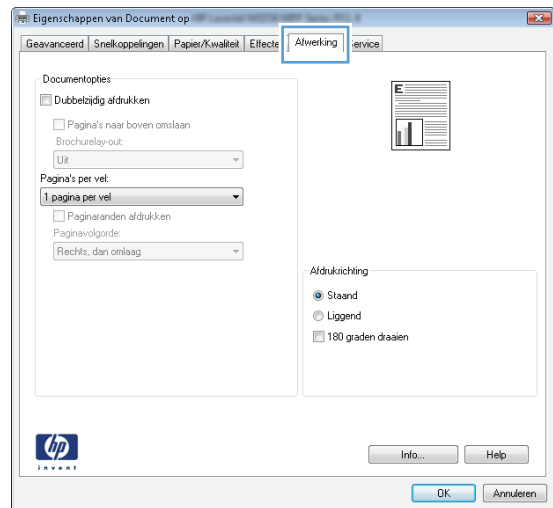 Eigenschappen van Document op
Geavanceerd Snelkoppelingen Papier/Kwaliteit Effecte Afwerking ervice
Documentopties
Dubbelzijdig afdrukken
Pagina's naar boven omslaan
Brochurelay-out:
Uit
Pagina's per vel:
1 pagina per vel
Paginaranden afdrukken
Paginavolgorde:
Rechts, dan omlaag
E
Afdrukrichting
Staand
Liggend
180 graden draaien
hp
invent
Info... Help
OK Annuleren